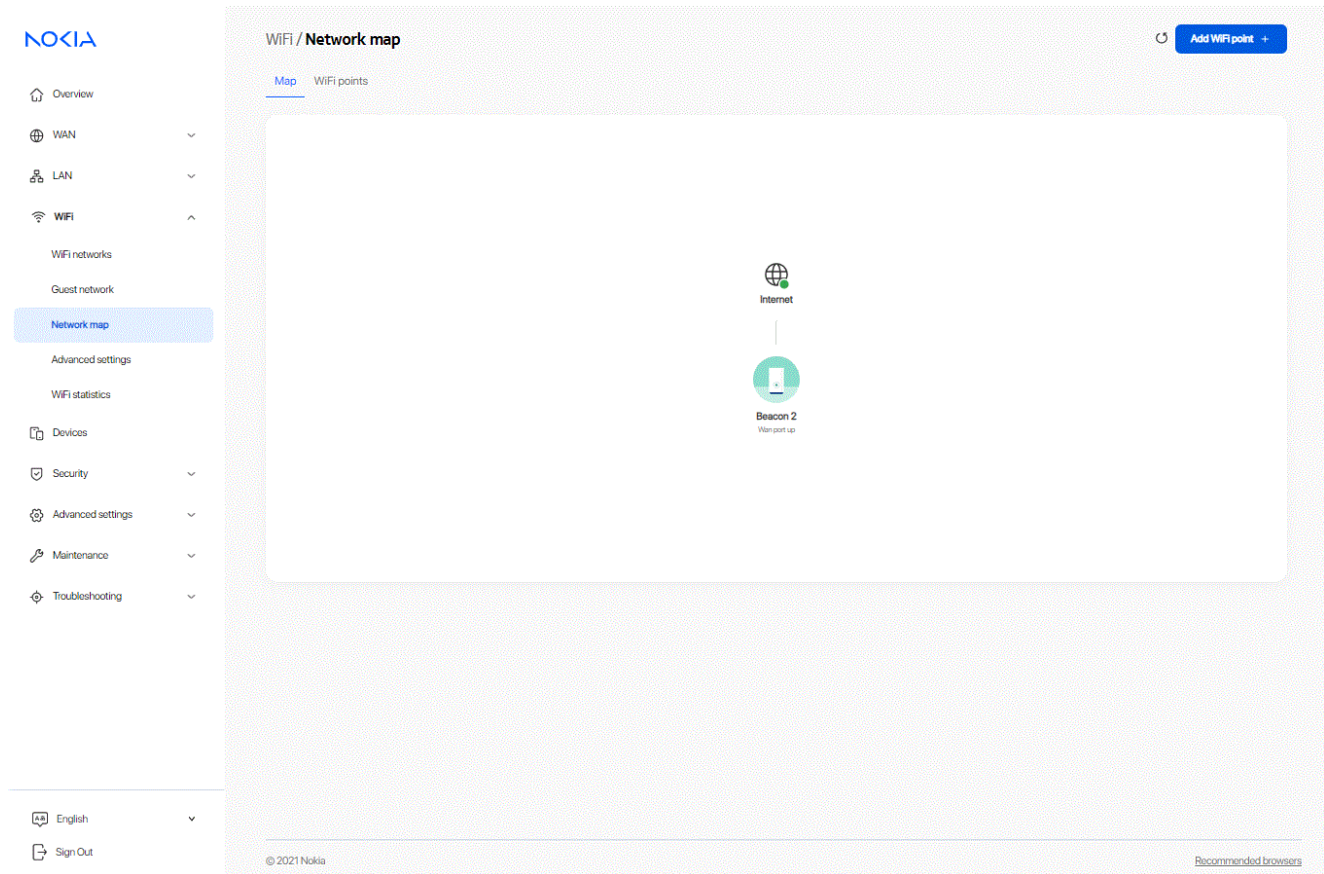 NOKIA
Overview
WAN
LAN
WiFi
WiFi networks
Guest network
Network map
Advanced settings
WiFi statistics
Devices
Security
Advanced settings
Maintenance
Troubleshooting
English
Sign Out
WiFi / Network map
Add WiFi point +
Map WiFi points
Internet
Beacon 2
Wan port up
© 2021 Nokia
Recommended browsers